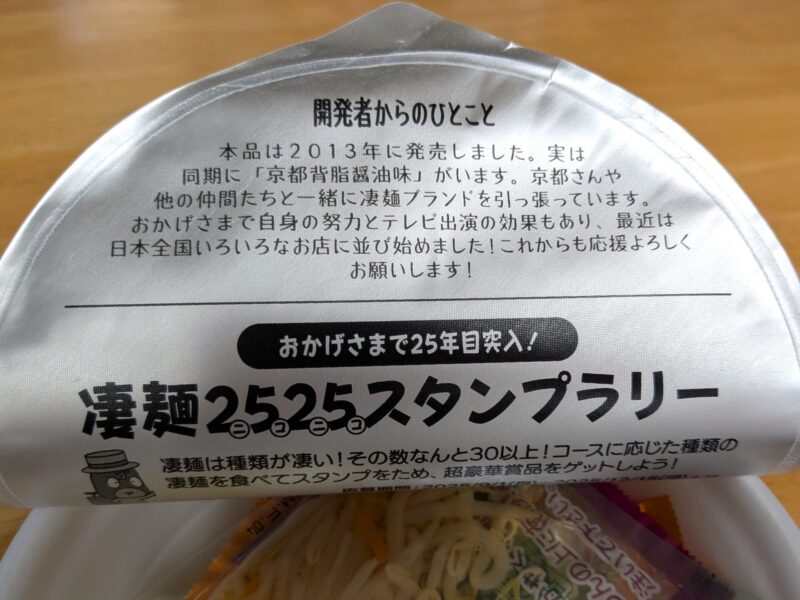 開発者からのひとこと
本品は2013年に発売しました。実は
同期に「京都背脂醤油味」がいます。京都さんや
他の仲間たちと一緒に凄麺ブランドを引っ張っています。
おかげさまで自身の努力とテレビ出演の効果もあり、最近は
日本全国いろいろなお店に並び始めました!これからも応援よろしく
お願いします!
おかげさまで25年目突入!
凄麺2525スタンプラリー
ニコニコ
凄麺は種類が凄い!その数なんと30以上!コースに応じた種類の
凄麺を食べてスタンプをため、超豪華賞品をゲットしよう!
応募期間:
注いで下さい